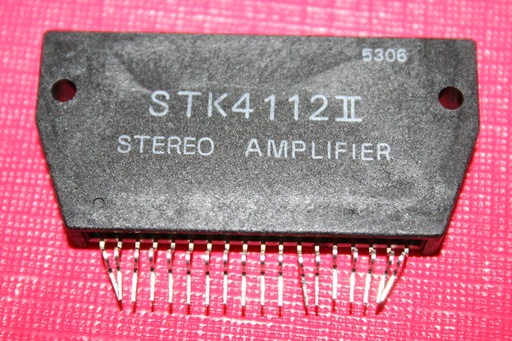 5306
STK4112II
STEREO AMPLIFIER